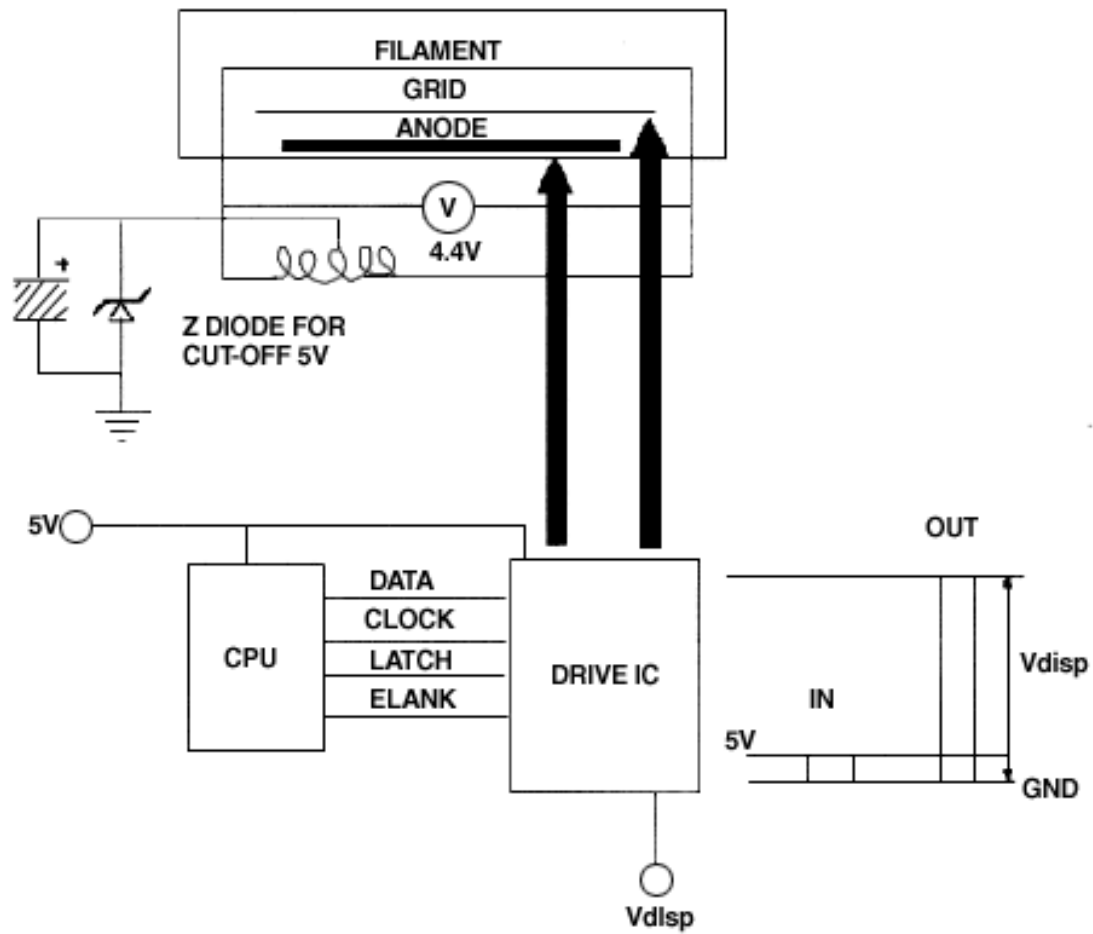 FILAMENT
GRID
ANODE
V
4.4V
+
Z DIODE FOR
CUT-OFF 5V
5V
OUT
DATA
CLOCK
CPU
LATCH
DRIVE IC
ELANK
Vdisp
IN
5V
GND
VdIsp